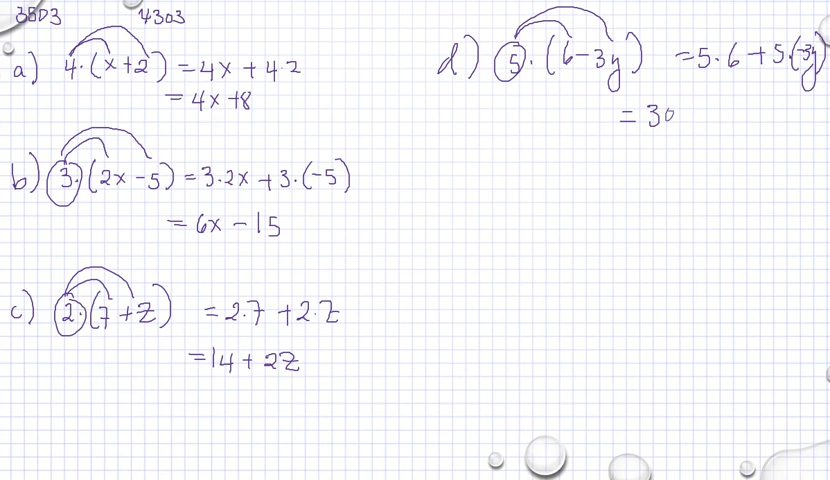 3503 4303
a) 4·(x+2) = 4x + 4·2
= 4x+8
b) 3·(2x-5) = 3·2x + 3·(-5)
= 6x - 15
c) 2·(7+z) = 2·7 + 2·z
= 14 + 2z
d) 5·(6-3y) = 5·6 + 5·(-3y)
= 30